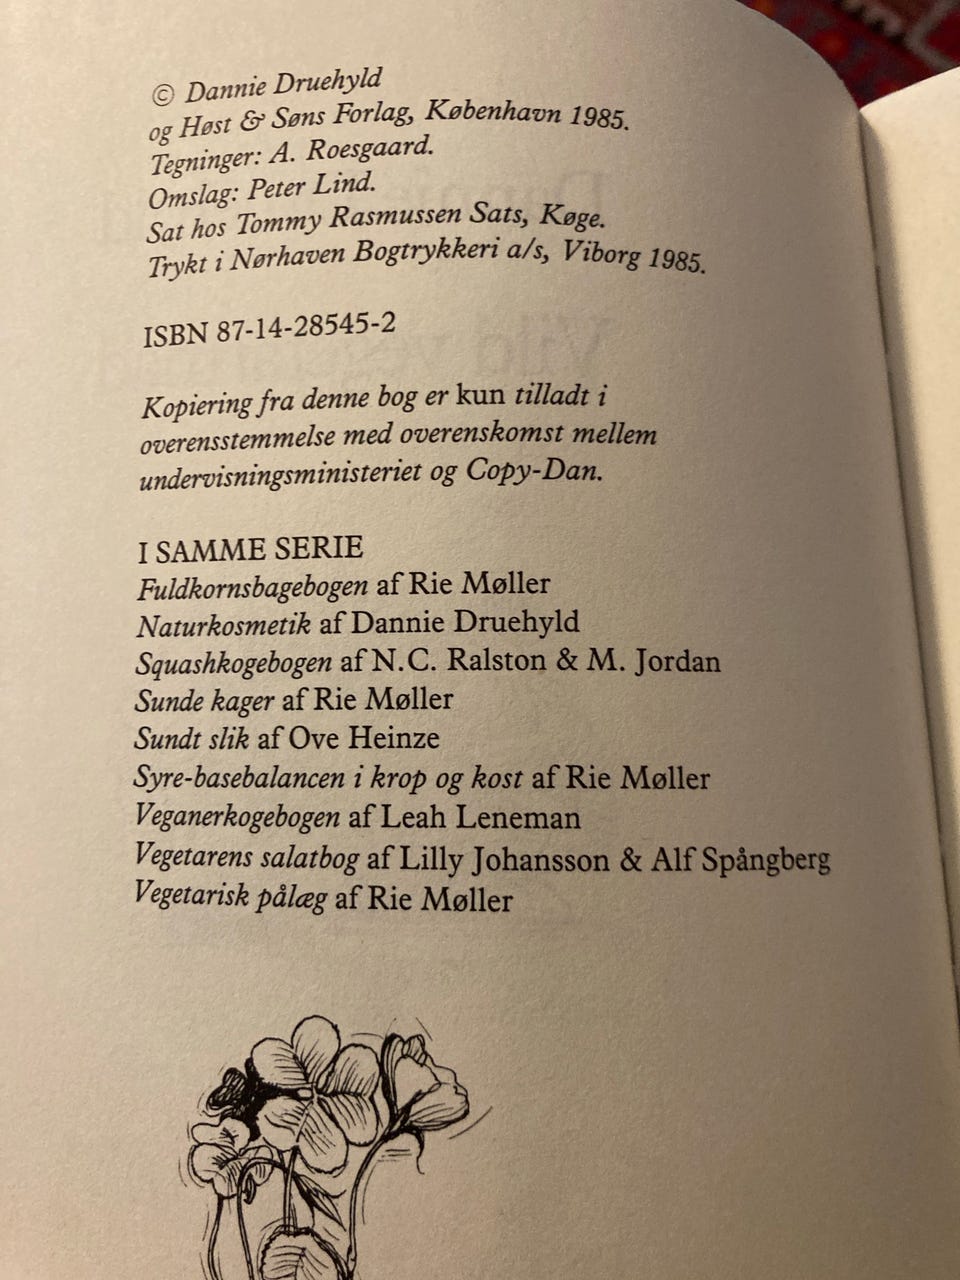 © Dannie Druehyld
og Høst & Søns Forlag, København 1985.
Tegninger: A. Roesgaard.
Omslag: Peter Lind.
Sat hos Tommy Rasmussen Sats, Køge.
Trykt i Nørhaven Bogtrykkeri a/s, Viborg 1985.
ISBN 87-14-28545-2
Kopiering fra denne bog er kun tilladt i
overensstemmelse med overenskomst mellem
undervisningsministeriet og Copy-Dan.
I SAMME SERIE
Fuldkornsbagebogen af Rie Møller
Naturkosmetik af Dannie Druehyld
Squashkogebogen af N.C. Ralston & M. Jordan
Sunde kager af Rie Møller
Sundt slik af Ove Heinze
Syre-basebalancen i krop og kost af Rie Møller
Veganerkogebogen af Leah Leneman
Vegetarens salatbog af Lilly Johansson & Alf Spångberg
Vegetarisk pålæg af Rie Møller